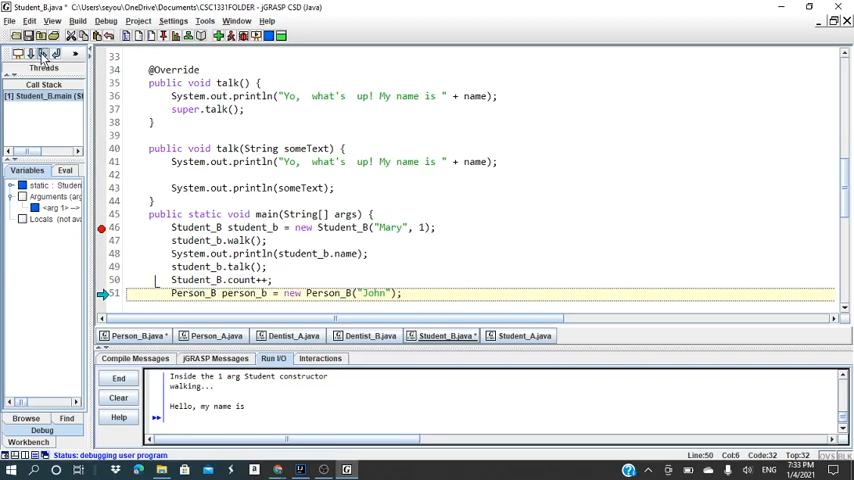 Student_B.java * C:\Users\seyou\OneDrive\Documents\CSC1331FOLDER - jGRASP CSD (Java)
File Edit View Build Debug Project Settings Tools Window Help
»
Threads
Call Stack
[1] Student_B.main (S
Variables Eval
static : Studen
Arguments (arg
<arg 1> -->
Locals (not ava
Browse Find
Debug
Workbench
33
34 @Override
35 public void talk() {
36 System.out.println("Yo, what's up! My name is " + name);
37 super.talk();
38 }
39
40 public void talk(String someText) {
41 System.out.println("Yo, what's up! My name is " + name);
42
43 System.out.println(someText);
44 }
45 public static void main(String[] args) {
46 Student_B student_b = new Student_B("Mary", 1);
47 student_b.walk();
48 System.out.println(student_b.name);
49 student_b.talk();
50 Student_B.count++;
51 Person_B person_b = new Person_B("John");
Person_B.java * Person_A.java Dentist_A.java Dentist_B.java Student_B.java * Student_A.java
Compile Messages jGRASP Messages Run I/O Interactions
End
Clear
Help
Inside the 1 arg Student constructor
walking...
Hello, my name is
Status: debugging user program
Line:50 Col:6 Code:32 Top:32 OVS BLK
ENG
7:33 PM
1/4/2021